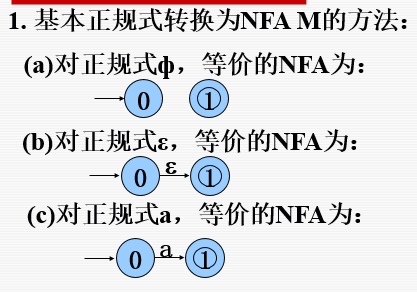 1. 基本正规式转换为NFA M的方法：
(a)对正规式ф，等价的NFA为：
0 1
(b)对正规式ε，等价的NFA为：
0 ε 1
(c)对正规式a，等价的NFA为：
0 a 1